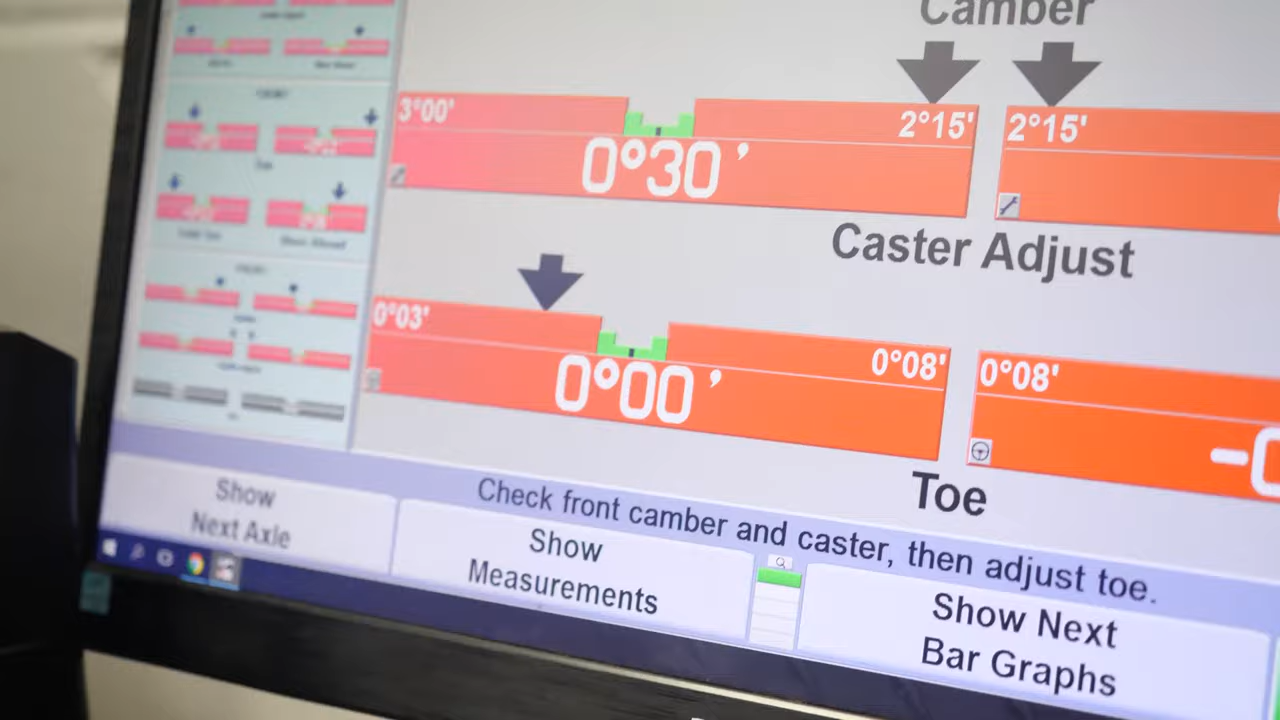 Camber
3°00' 2°15' 2°15'
0°30'
Caster Adjust
0°03' 0°08' 0°08'
0°00'
Toe
Check front camber and caster, then adjust toe.
Show
Next Axle
Show
Measurements
Show Next
Bar Graphs